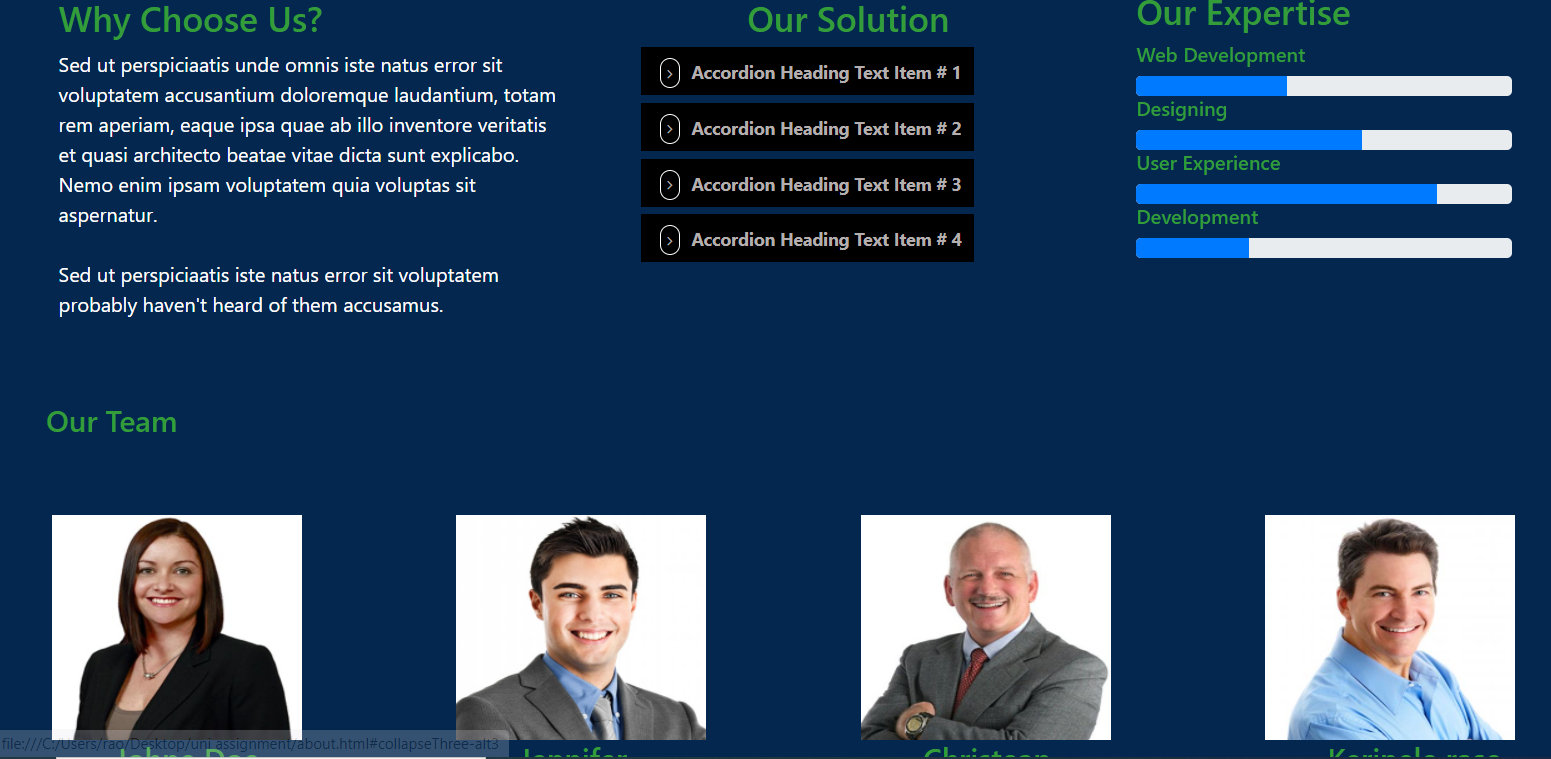 Why Choose Us?
Sed ut perspiciaatis unde omnis iste natus error sit
voluptatem accusantium doloremque laudantium, totam
rem aperiam, eaque ipsa quae ab illo inventore veritatis
et quasi architecto beatae vitae dicta sunt explicabo.
Nemo enim ipsam voluptatem quia voluptas sit
aspernatur.
Sed ut perspiciaatis iste natus error sit voluptatem
probably haven't heard of them accusamus.
Our Solution
Accordion Heading Text Item # 1
Accordion Heading Text Item # 2
Accordion Heading Text Item # 3
Accordion Heading Text Item # 4
Our Expertise
Web Development
Designing
User Experience
Development
Our Team
file:///C:/Users/rao/Desktop/uni assignment/about.html#collapseThree-alt3
Jennifer